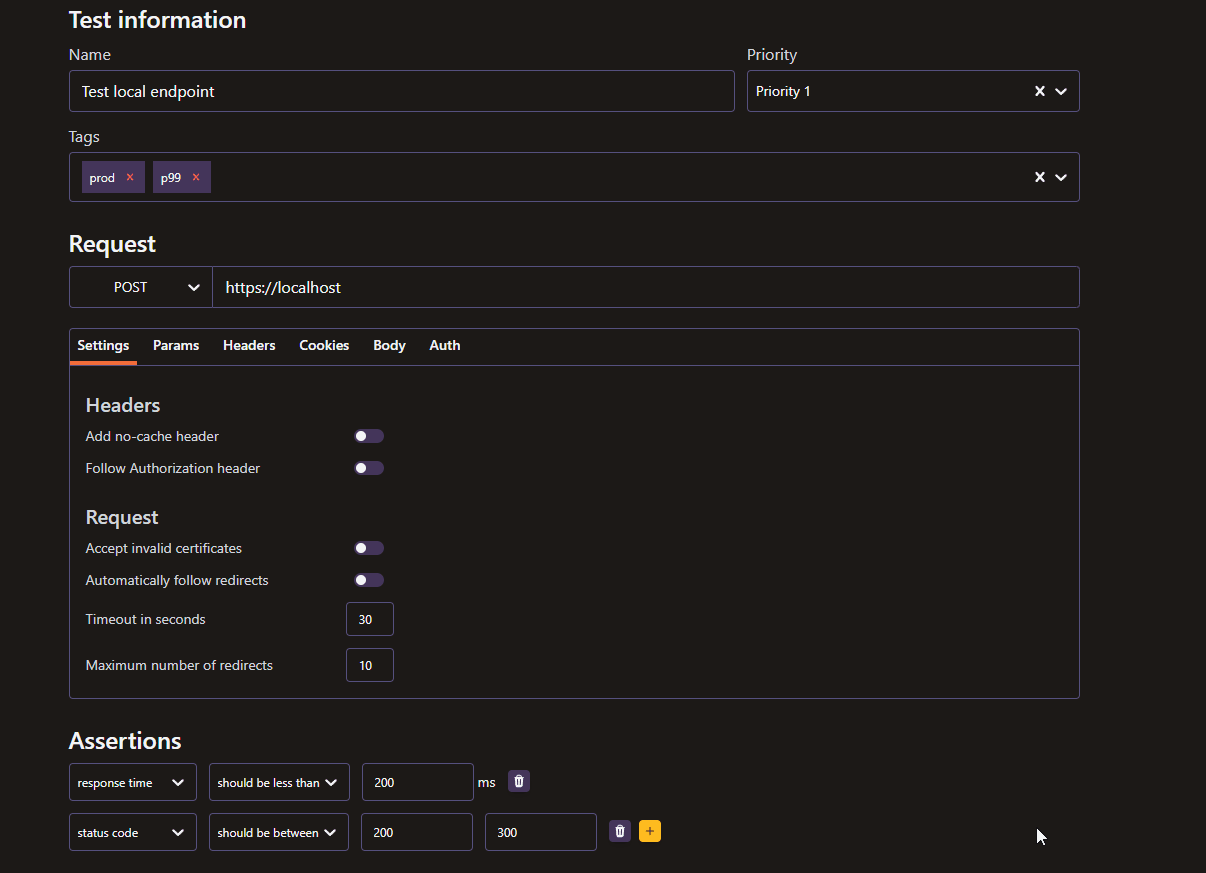 Test information
Name Priority
Test local endpoint Priority 1
Tags
prod × p99 ×
Request
POST https://localhost
Settings Params Headers Cookies Body Auth
Headers
Add no-cache header
Follow Authorization header
Request
Accept invalid certificates
Automatically follow redirects
Timeout in seconds 30
Maximum number of redirects 10
Assertions
response time should be less than 200 ms
status code should be between 200 300 +